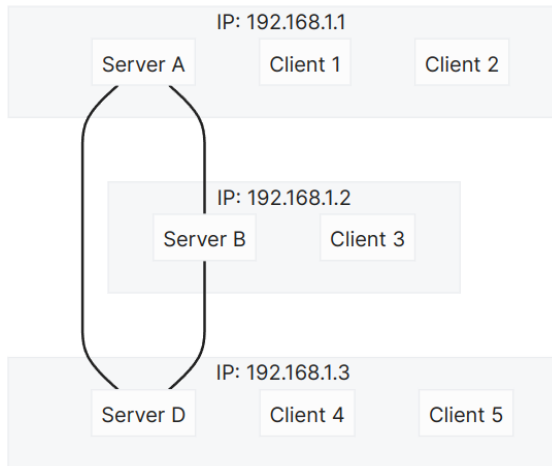 IP: 192.168.1.1
Server A Client 1 Client 2
IP: 192.168.1.2
Server B Client 3
IP: 192.168.1.3
Server D Client 4 Client 5